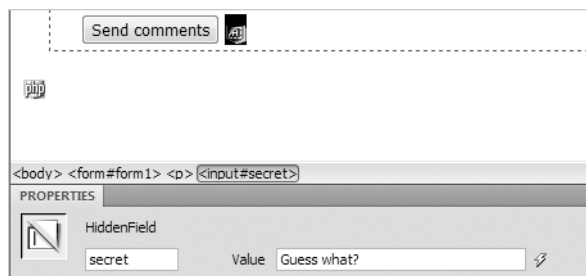 Send comments
php
<body> <form#form1> <p> <input#secret>
PROPERTIES
HiddenField
secret Value Guess what?